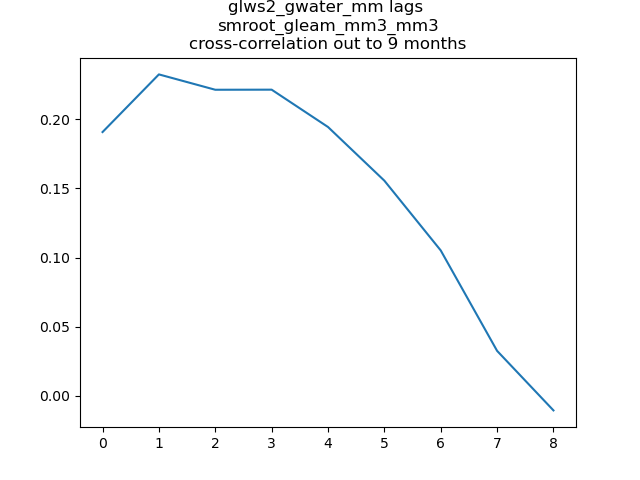 glws2_gwater_mm lags
smroot_gleam_mm3_mm3
cross-correlation out to 9 months
0.20
0.15
0.10
0.05
0.00
0 1 2 3 4 5 6 7 8